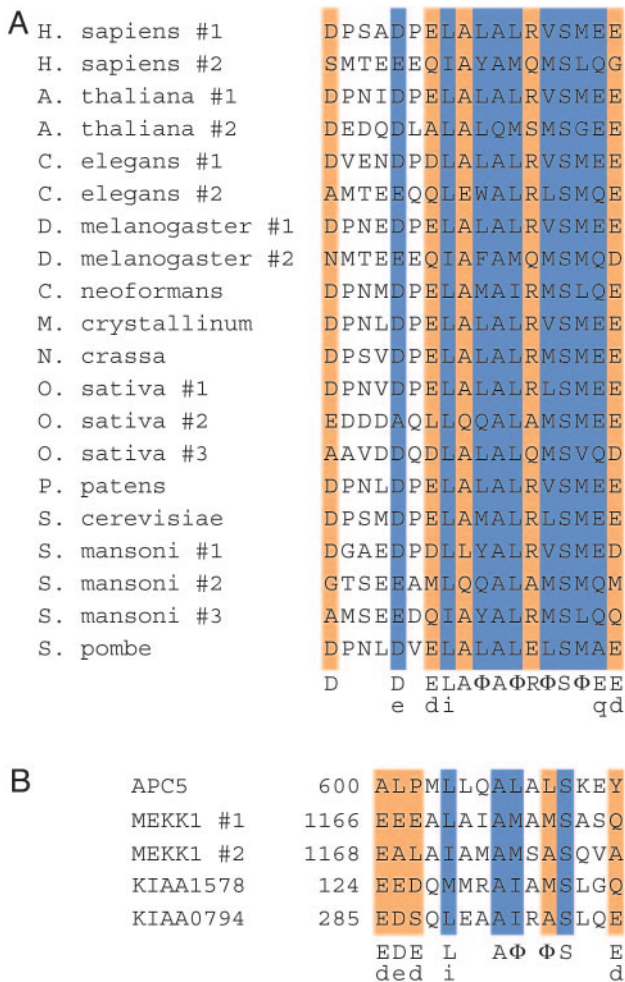 A
H. sapiens #1 DPSADPELALALRVSMEE
H. sapiens #2 SMTEEEQIAYAMQMSLQG
A. thaliana #1 DPNIDPELALALRVSMEE
A. thaliana #2 DEDQDLALALQMSMSGEE
C. elegans #1 DVENDPDLALALRVSMEE
C. elegans #2 AMTEEQQLEWALRLSMQE
D. melanogaster #1 DPNEDPELALALRVSMEE
D. melanogaster #2 NMTEEEQIAFAMQMSMQD
C. neoformans DPNMDPELAMAIRMSLQE
M. crystallinum DPNLDPELALALRVSMEE
N. crassa DPSVDPELALALRMSMEE
O. sativa #1 DPNVDPELALALRLSMEE
O. sativa #2 EDDDAQLLQQALAMSMEE
O. sativa #3 AAVDDQDLALALQMSVQD
P. patens DPNLDPELALALRVSMEE
S. cerevisiae DPSMDPELAMALRLSMEE
S. mansoni #1 DGAEDPDLLYALRVSMED
S. mansoni #2 GTSEEAMLQQALAMSMQM
S. mansoni #3 AMSEEDQIAYALRMSLQQ
S. pombe DPNLDVELALALELSMAE
D D ELAΦAΦRΦSΦEE
e di qd
B
APC5 600 ALPMLLQALALSKEY
MEKK1 #1 1166 EEEALAIAMAMSASQ
MEKK1 #2 1168 EALAIAMAMSASQVA
KIAA1578 124 EEDQMMRAIAMSLGQ
KIAA0794 285 EDSQLEAAIRASLQE
EDE L AΦ ΦS E
ded i d